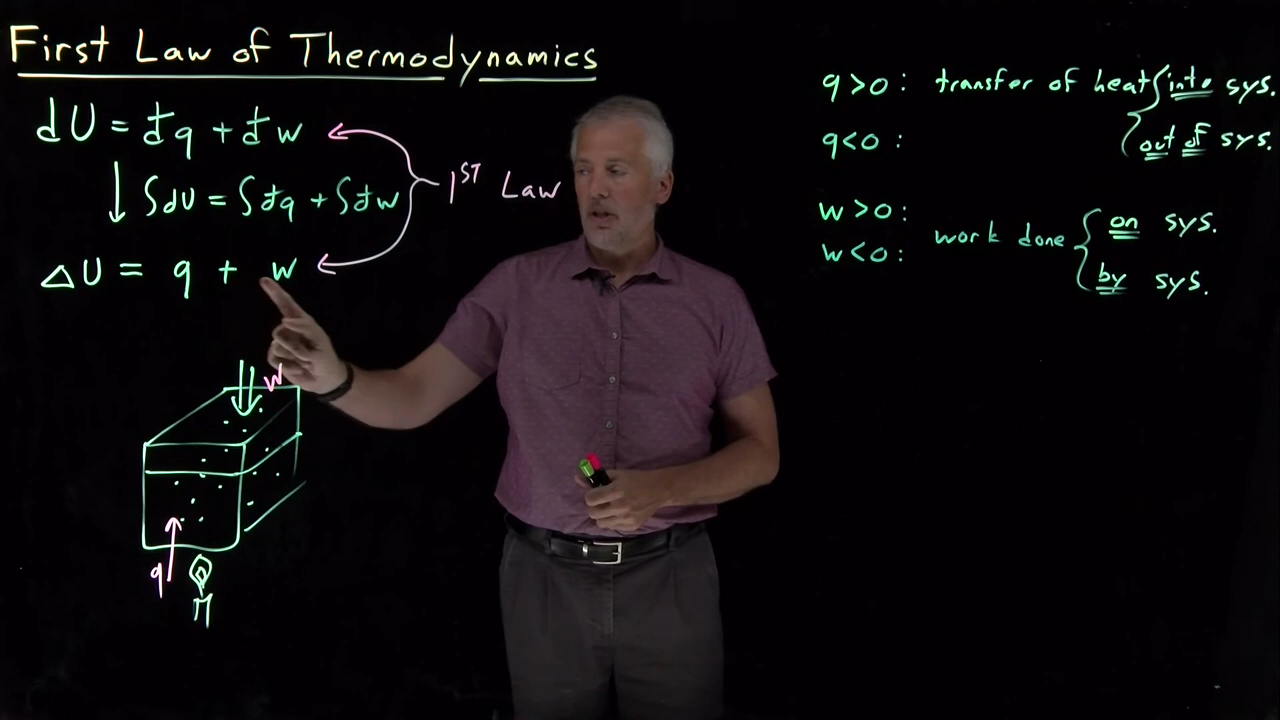 First Law of Thermodynamics
dU = đq + đw
∫dU = ∫đq + ∫đw
1ST Law
ΔU = q + w
w
q
q>0: transfer of heat { into sys.
q<0: out of sys.
w>0: work done { on sys.
w<0: by sys.